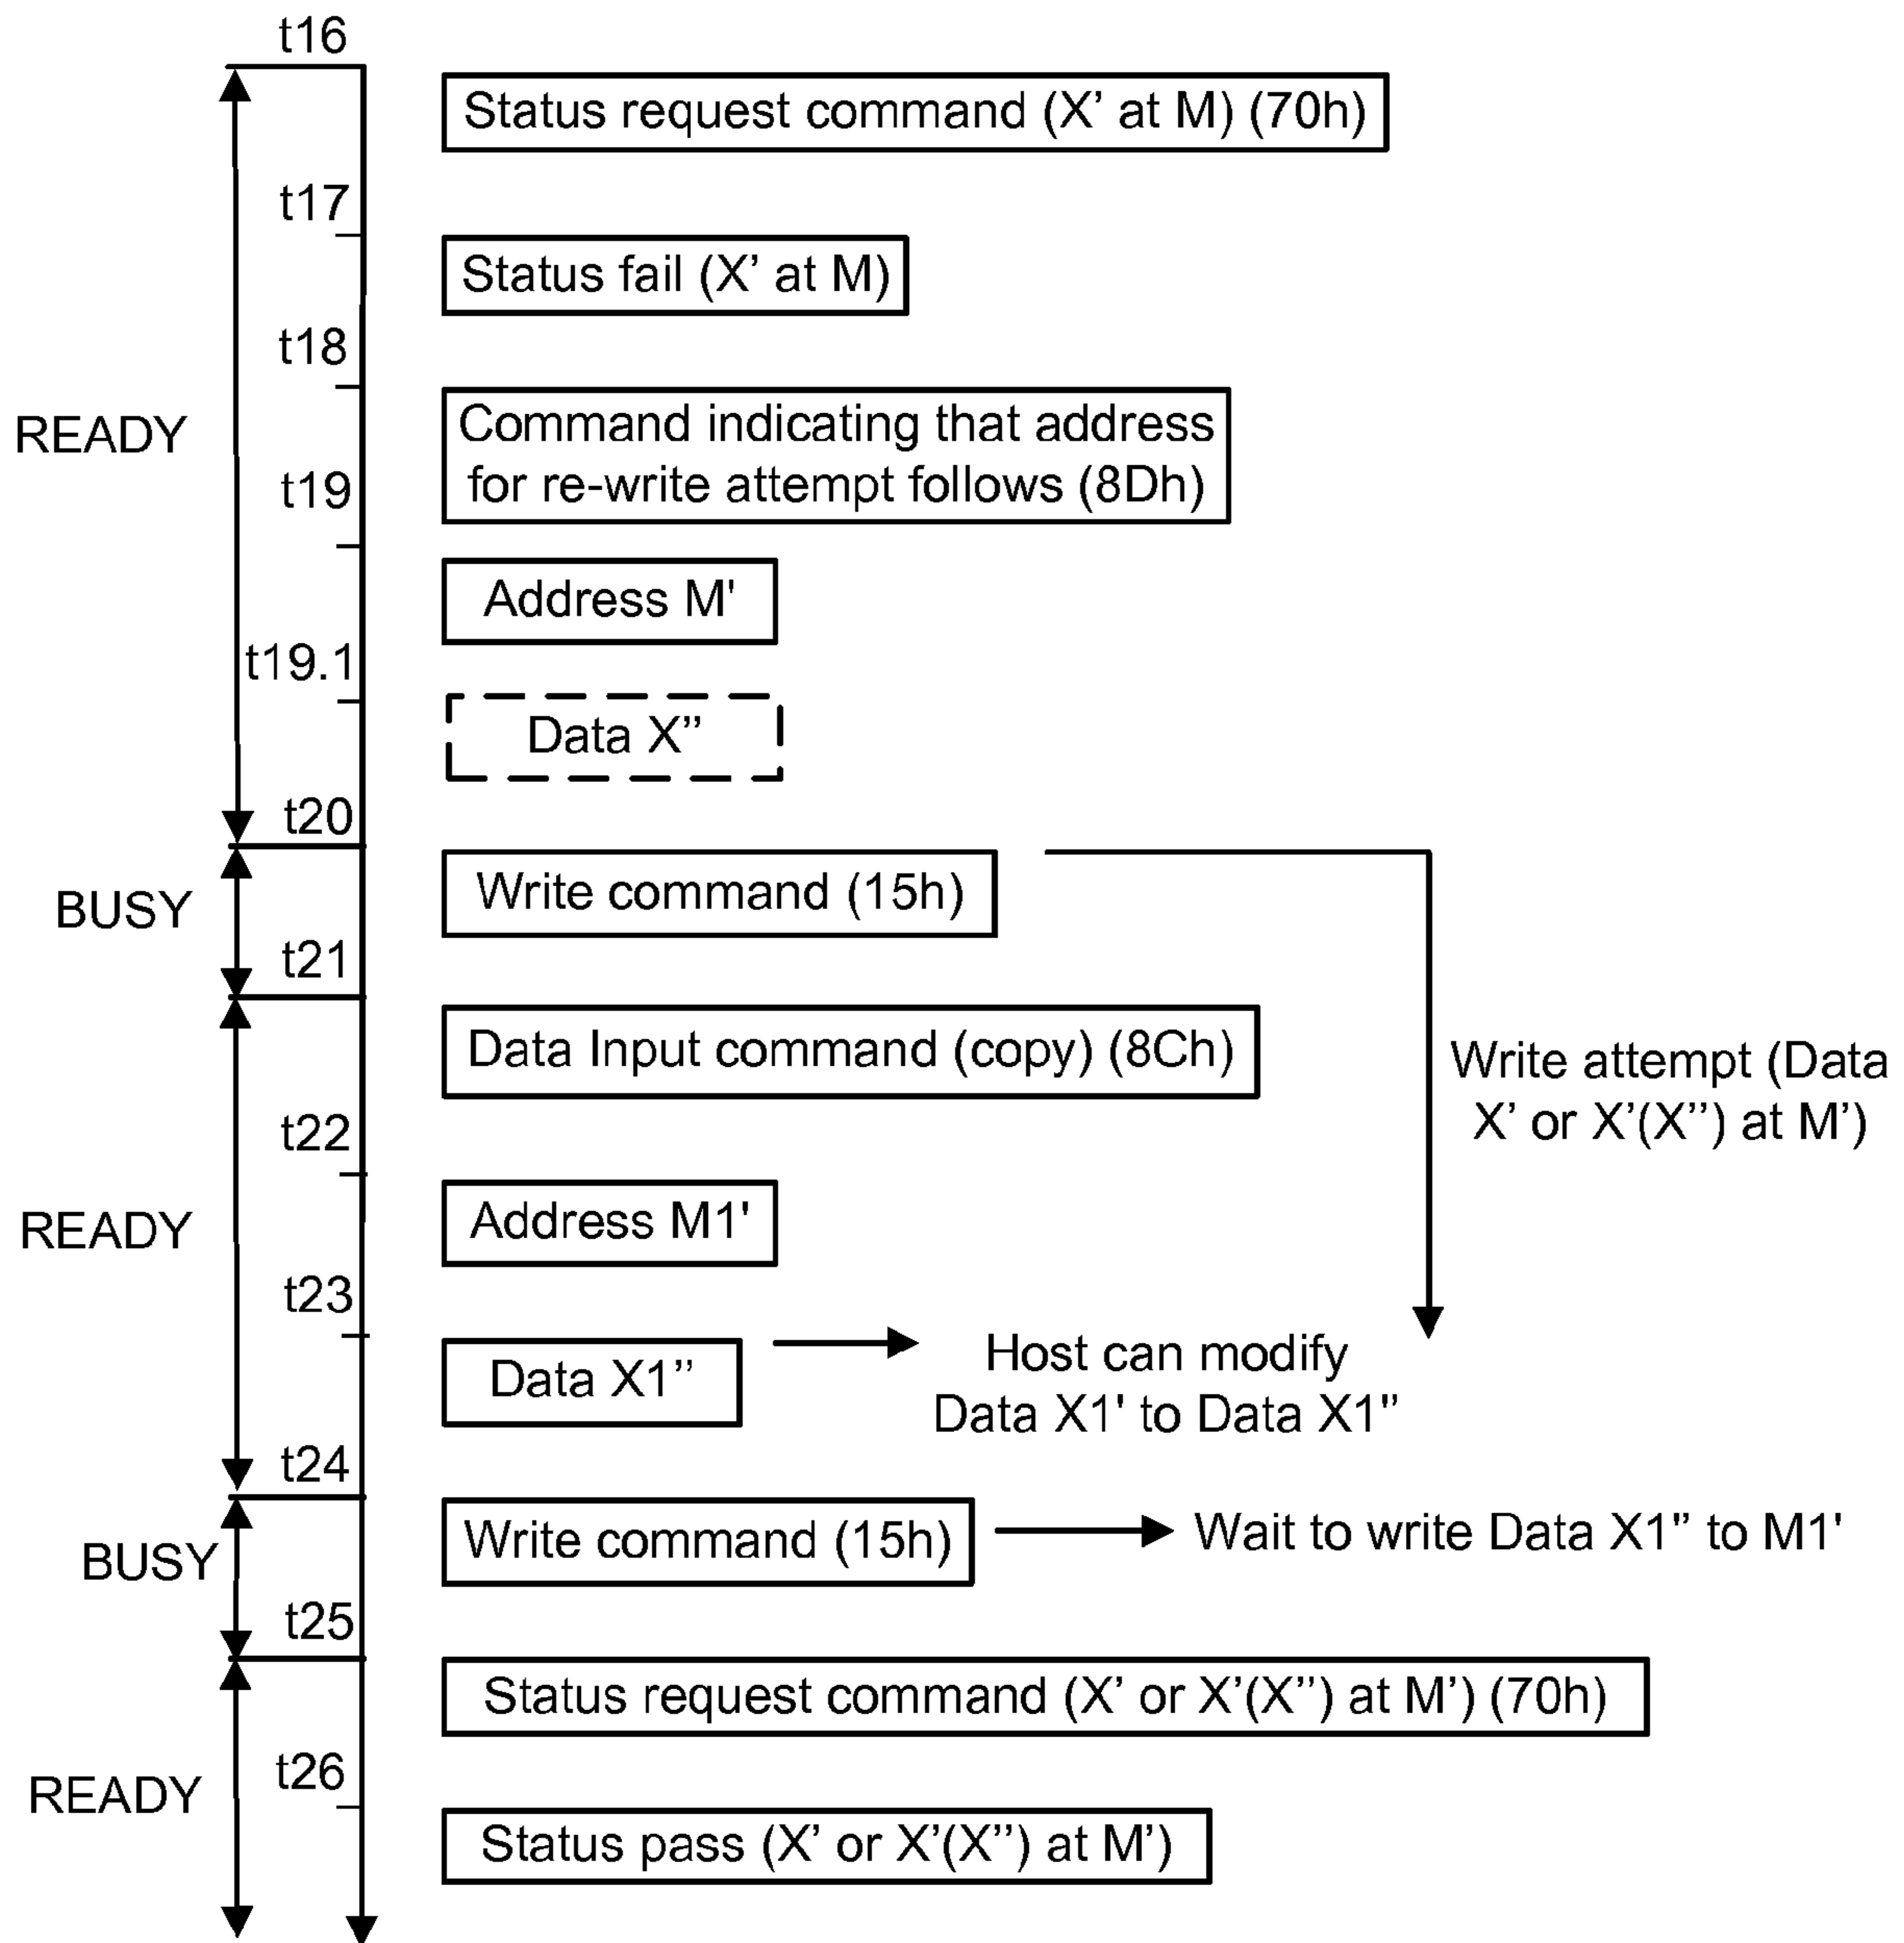 t16
Status request command (X’ at M) (70h)
t17
Status fail (X’ at M)
t18
READY
Command indicating that address
for re-write attempt follows (8Dh)
t19
Address M'
t19.1
Data X’’
t20
BUSY
Write command (15h)
t21
Data Input command (copy) (8Ch)
Write attempt (Data
X’ or X’(X’’) at M’)
t22
READY
Address M1'
t23
Data X1’’
Host can modify
Data X1' to Data X1''
t24
BUSY
Write command (15h)
Wait to write Data X1'' to M1'
t25
Status request command (X’ or X’(X’’) at M’) (70h)
t26
READY
Status pass (X’ or X’(X’’) at M’)